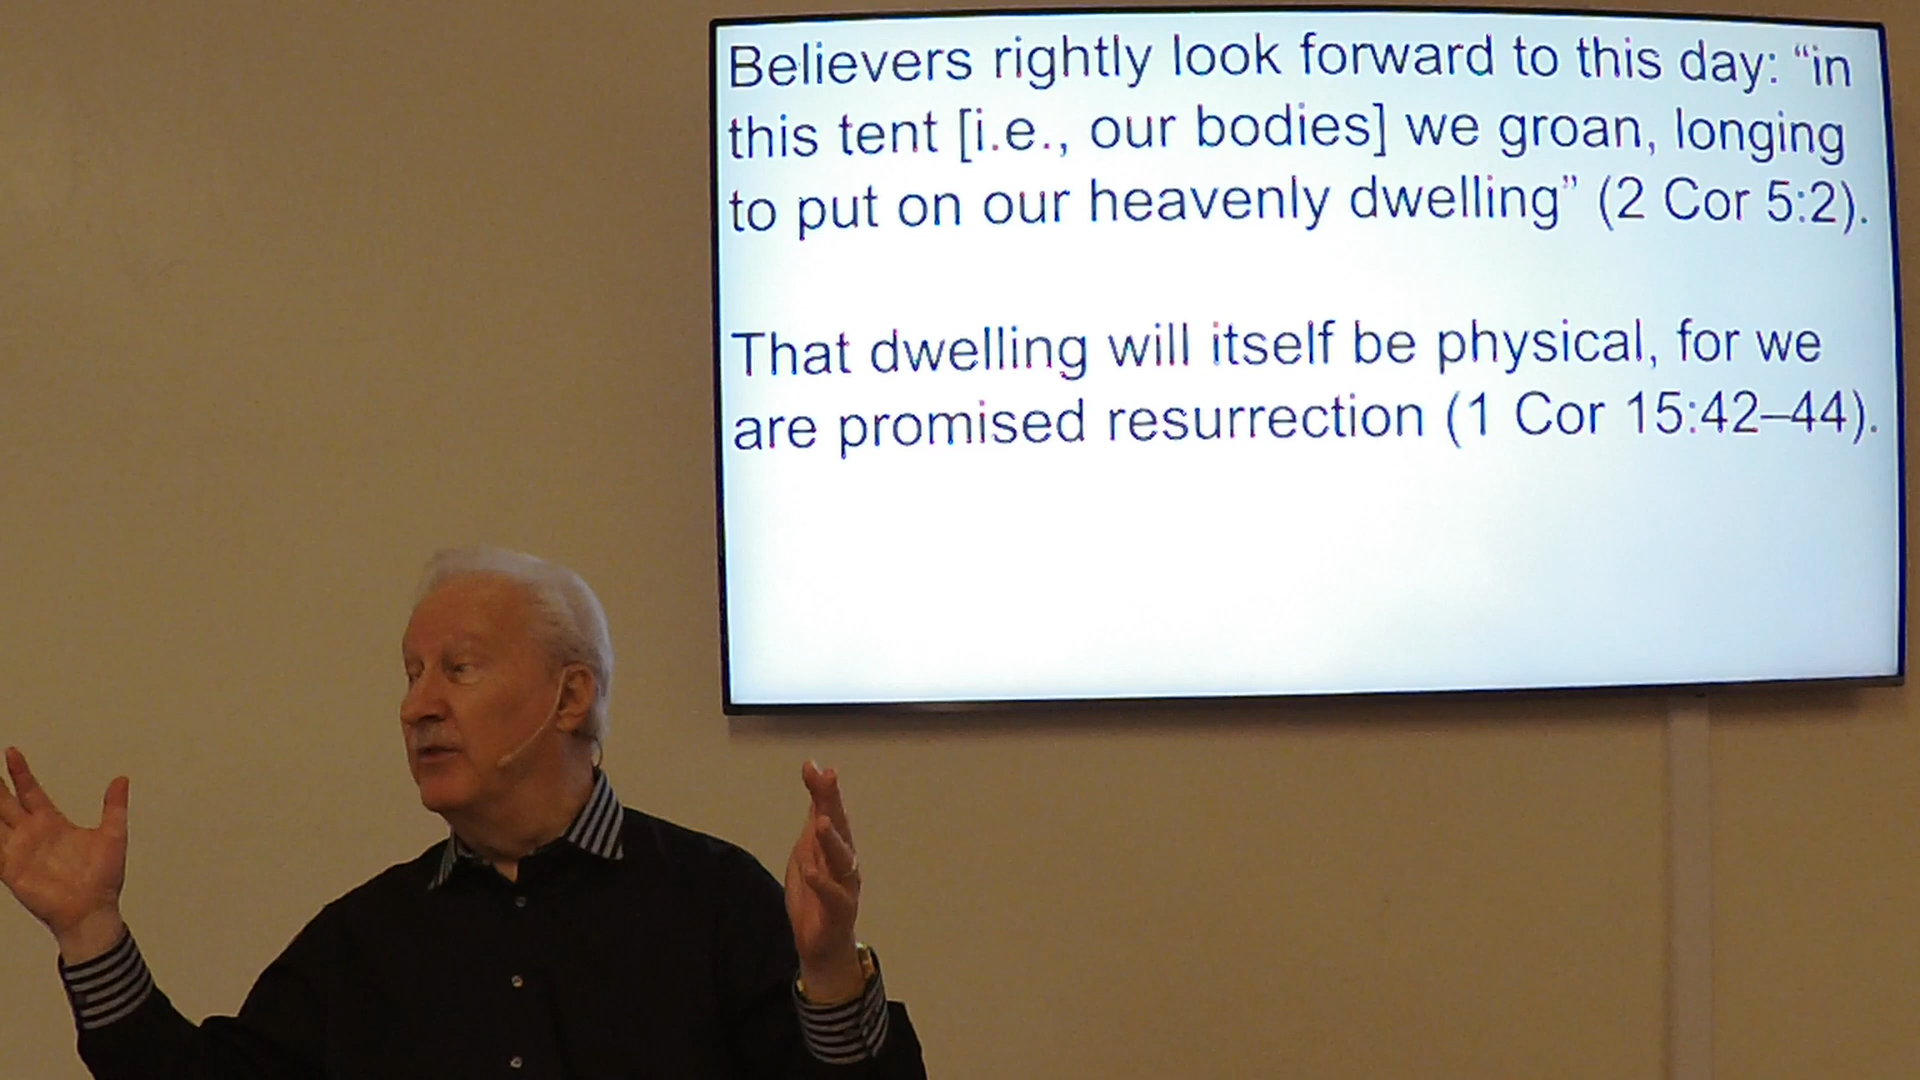 Believers rightly look forward to this day: “in
this tent [i.e., our bodies] we groan, longing
to put on our heavenly dwelling” (2 Cor 5:2).
That dwelling will itself be physical, for we
are promised resurrection (1 Cor 15:42–44).